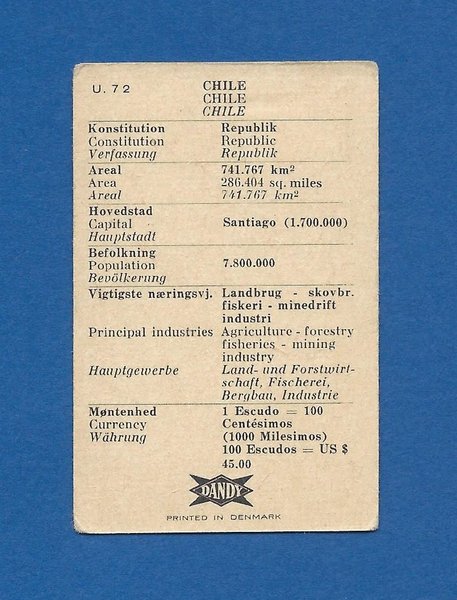 U. 72
CHILE
CHILE
CHILE
Konstitution Republik
Constitution Republic
Verfassung Republik
Areal 741.767 km²
Area 286.404 sq. miles
Areal 741.767 km²
Hovedstad
Capital Santiago (1.700.000)
Hauptstadt
Befolkning
Population 7.800.000
Bevölkerung
Vigtigste næringsvj. Landbrug - skovbr.
fiskeri - minedrift
industri
Principal industries Agriculture - forestry
fisheries - mining
industry
Hauptgewerbe Land- und Forstwirt-
schaft, Fischerei,
Bergbau, Industrie
Møntenhed 1 Escudo = 100
Currency Centésimos
Währung (1000 Milesimos)
100 Escudos = US $
45.00
DANDY
PRINTED IN DENMARK